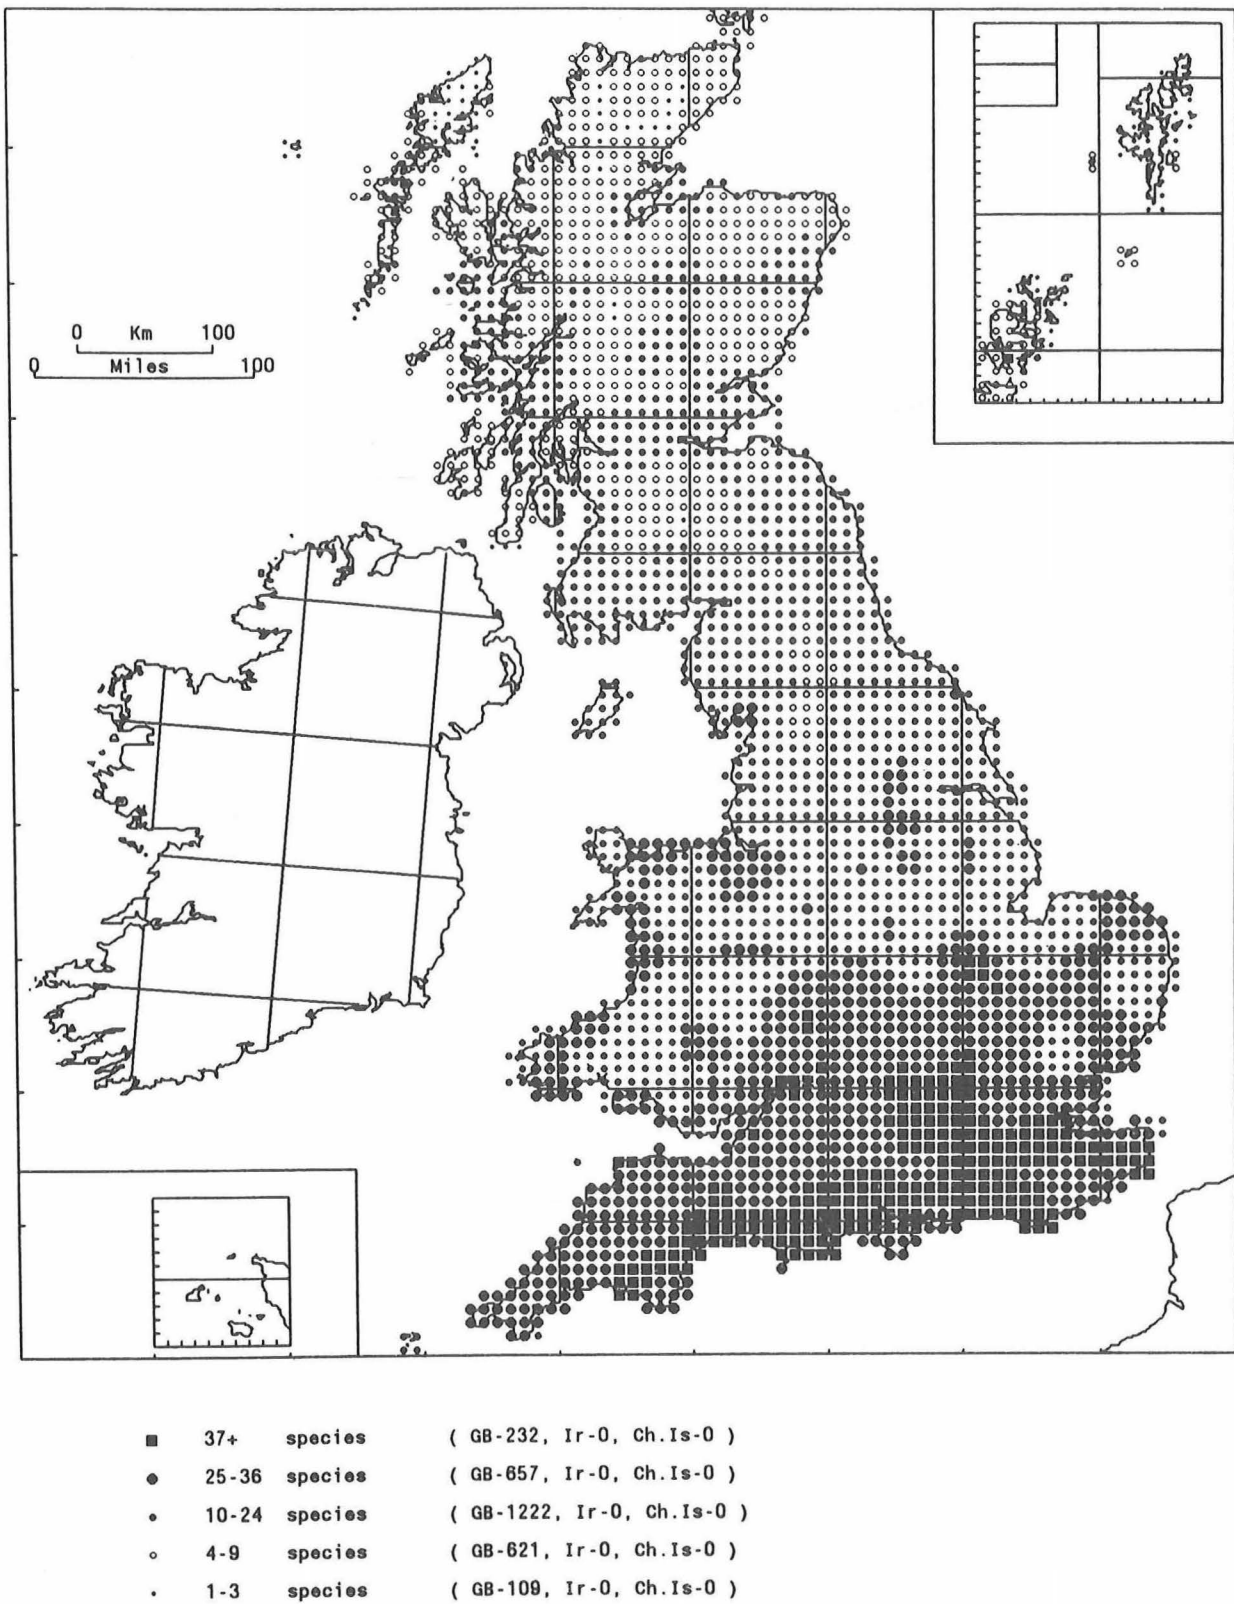 0 Km 100
Miles
0 100
37+ species ( GB-232, Ir-0, Ch.Is-0 )
25-36 species ( GB-657, Ir-0, Ch.Is-0 )
10-24 species ( GB-1222, Ir-0, Ch.Is-0 )
4-9 species ( GB-621, Ir-0, Ch.Is-0 )
1-3 species ( GB-109, Ir-0, Ch.Is-0 )